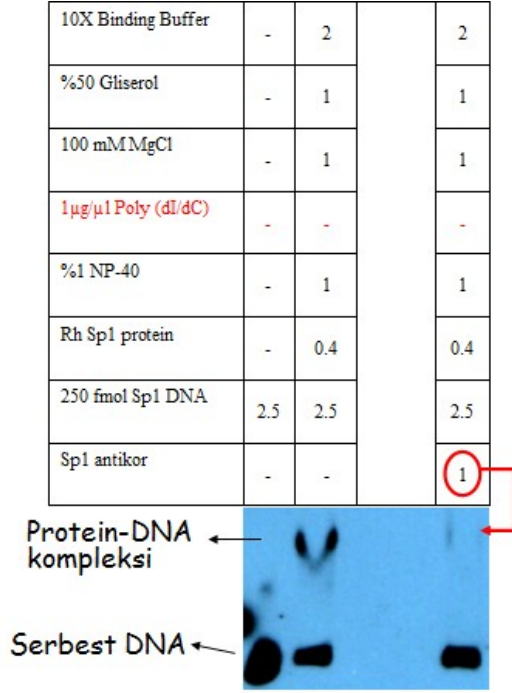 10X Binding Buffer - 2 2
%50 Gliserol - 1 1
100 mM MgCl - 1 1
1µg/µl Poly (dI/dC) - - -
%1 NP-40 - 1 1
Rh Sp1 protein - 0.4 0.4
250 fmol Sp1 DNA 2.5 2.5 2.5
Sp1 antikor - - 1
Protein-DNA
kompleksi
Serbest DNA